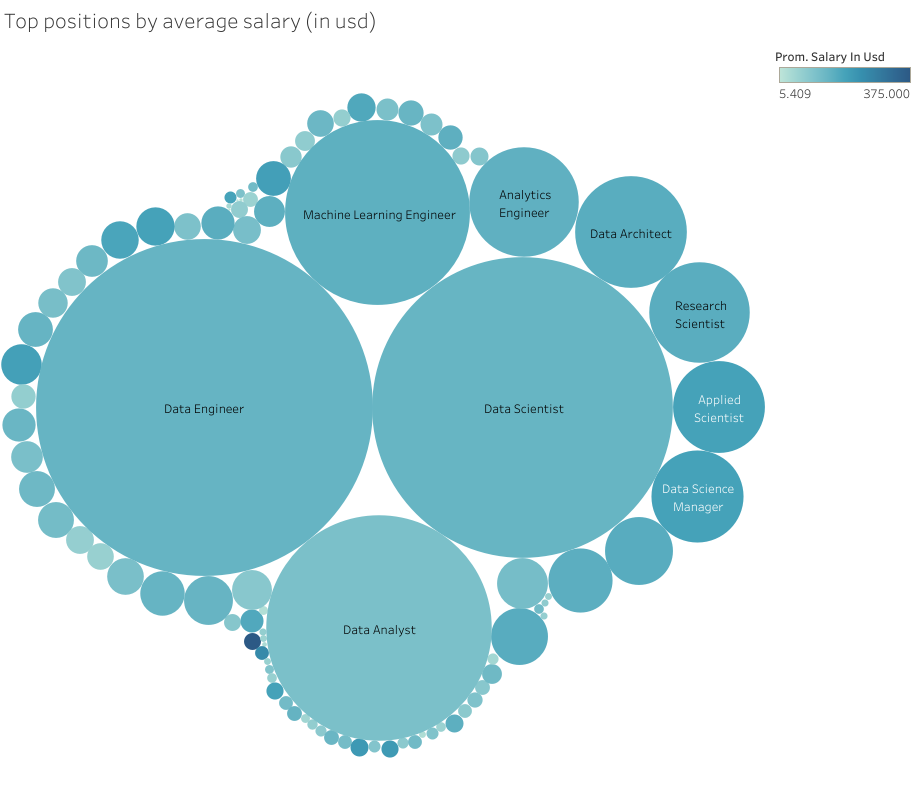 Top positions by average salary (in usd)
Prom. Salary In Usd
5.409 375.000
Machine Learning Engineer
Analytics
Engineer
Data Architect
Research
Scientist
Data Engineer
Data Scientist
Applied
Scientist
Data Science
Manager
Data Analyst